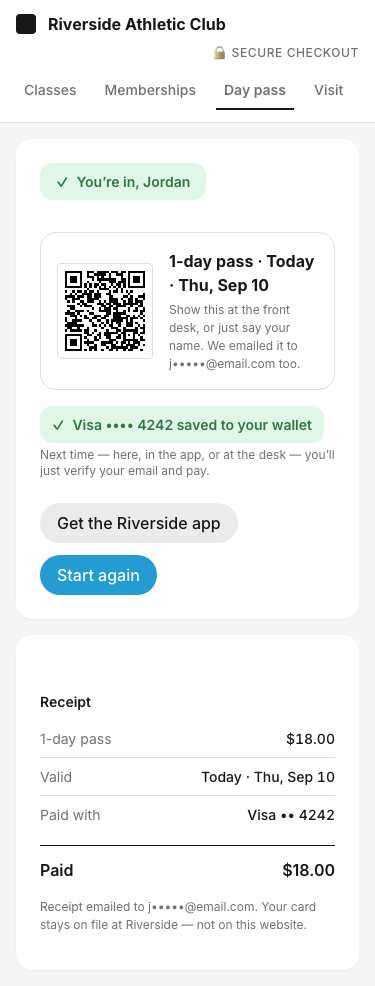 Riverside Athletic Club
🔒 SECURE CHECKOUT
Classes Memberships Day pass Visit
✓ You’re in, Jordan
1-day pass · Today
· Thu, Sep 10
Show this at the front
desk, or just say your
name. We emailed it to
j•••••@email.com too.
✓ Visa •••• 4242 saved to your wallet
Next time — here, in the app, or at the desk — you’ll
just verify your email and pay.
Get the Riverside app
Start again
Receipt
1-day pass $18.00
Valid Today · Thu, Sep 10
Paid with Visa •• 4242
Paid $18.00
Receipt emailed to j•••••@email.com. Your card
stays on file at Riverside — not on this website.